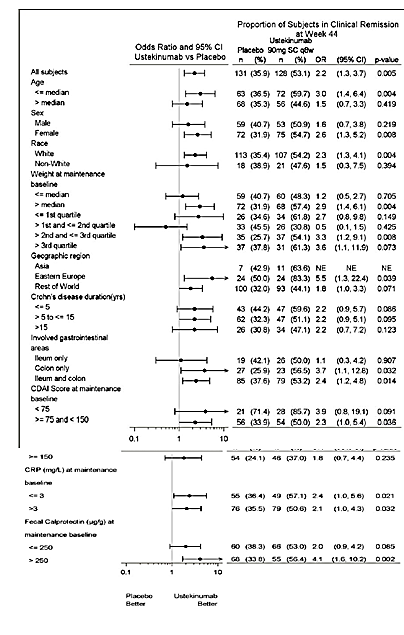 Proportion of Subjects in Clinical Remission
at Week 44
Odds Ratio and 95% CI
Ustekinumab vs Placebo
Ustekinumab
Placebo 90mg SC q8w
n (%) n (%) OR (95% CI) p-value
All subjects 131 (35.9) 128 (53.1) 2.2 (1.3, 3.7) 0.005
Age
<= median 63 (36.5) 72 (59.7) 3.0 (1.4, 6.4) 0.004
> median 68 (35.3) 56 (44.6) 1.5 (0.7, 3.3) 0.419
Sex
Male 59 (40.7) 53 (50.9) 1.6 (0.7, 3.8) 0.219
Female 72 (31.9) 75 (54.7) 2.6 (1.3, 5.2) 0.008
Race
White 113 (35.4) 107 (54.2) 2.3 (1.3, 4.1) 0.004
Non-White 18 (38.9) 21 (47.6) 1.5 (0.3, 7.5) 0.394
Weight at maintenance
baseline
<= median 59 (40.7) 60 (48.3) 1.2 (0.5, 2.7) 0.705
> median 72 (31.9) 68 (57.4) 2.9 (1.4, 6.1) 0.004
<= 1st quartile 26 (34.6) 34 (61.8) 2.7 (0.8, 9.8) 0.149
> 1st and <= 2nd quartile 33 (45.5) 26 (30.8) 0.5 (0.1, 1.5) 0.425
> 2nd and <= 3rd quartile 35 (25.7) 37 (54.1) 3.3 (1.2, 9.1) 0.008
> 3rd quartile 37 (37.8) 31 (61.3) 3.6 (1.1, 11.9) 0.073
Geographic region
Asia 7 (42.9) 11 (63.6) NE NE NE
Eastern Europe 24 (50.0) 24 (83.3) 5.5 (1.3, 22.4) 0.039
Rest of World 100 (32.0) 93 (44.1) 1.8 (1.0, 3.3) 0.071
Crohn's disease duration(yrs)
<= 5 43 (44.2) 47 (59.6) 2.2 (0.9, 5.7) 0.086
> 5 to <= 15 62 (32.3) 47 (51.1) 2.2 (0.9, 5.1) 0.095
>15 26 (30.8) 34 (47.1) 2.2 (0.7, 7.2) 0.123
Involved gastrointestinal
areas
Ileum only 19 (42.1) 26 (50.0) 1.1 (0.3, 4.2) 0.907
Colon only 27 (25.9) 23 (56.5) 3.7 (1.1, 12.8) 0.032
Ileum and colon 85 (37.6) 79 (53.2) 2.4 (1.2, 4.8) 0.014
CDAI Score at maintenance
baseline
< 75 21 (71.4) 28 (85.7) 3.9 (0.8, 19.1) 0.091
>= 75 and < 150 56 (33.9) 54 (50.0) 2.3 (1.0, 5.4) 0.036
0.1 1 10
>= 150 54 (24.1) 46 (37.0) 1.8 (0.7, 4.4) 0.235
CRP (mg/L) at maintenance
baseline
<= 3 55 (36.4) 49 (57.1) 2.4 (1.0, 5.6) 0.021
>3 76 (35.5) 79 (50.6) 2.1 (1.0, 4.3) 0.032
Fecal Calprotectin (ug/g) at
maintenance baseline
<= 250 60 (38.3) 66 (53.0) 2.0 (0.9, 4.2) 0.085
> 250 68 (33.8) 55 (56.4) 4.1 (1.6, 10.2) 0.002
0.1 1 10
Placebo Ustekinumab
Better Better